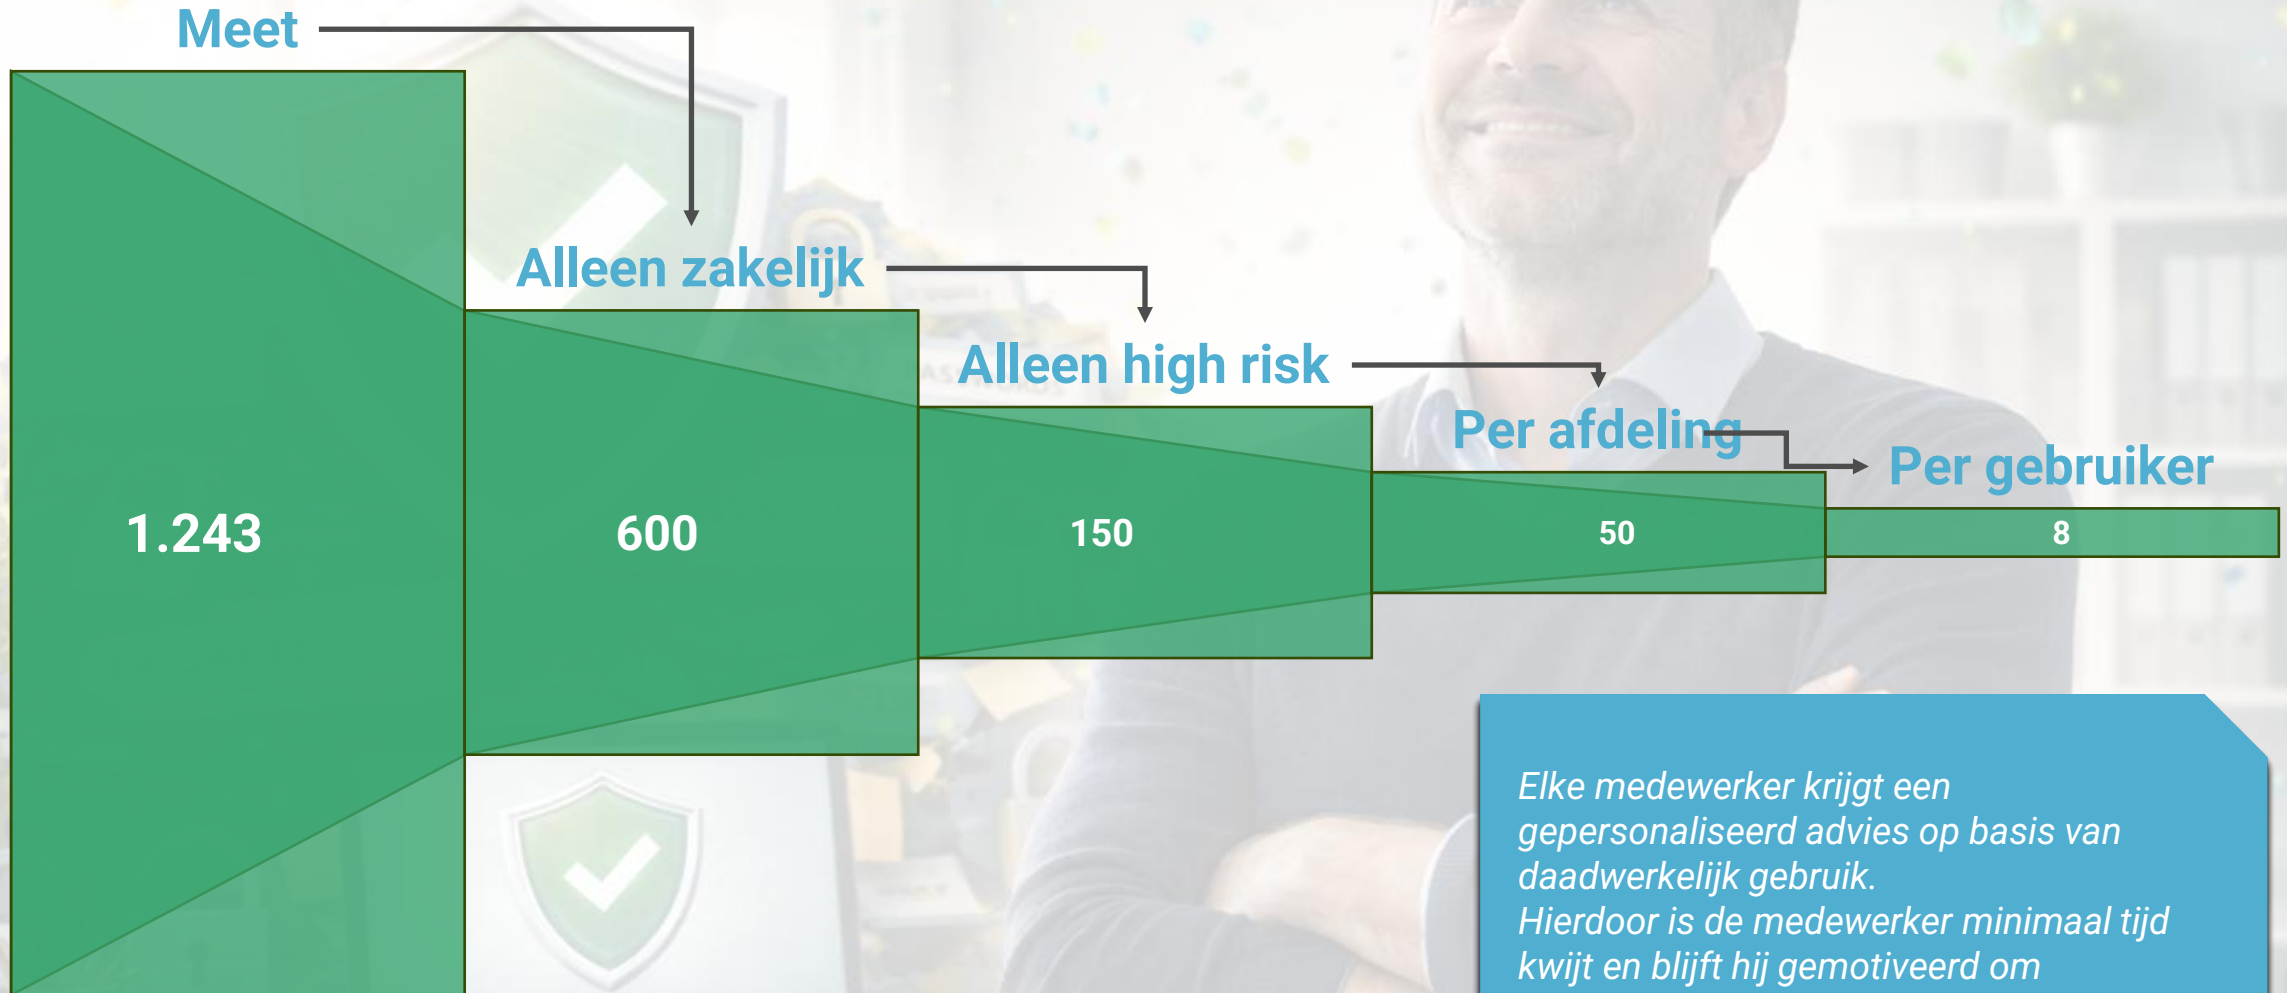 Meet
Alleen zakelijk
Alleen high risk
Per afdeling
Per gebruiker
1.243
600
150
50
8
Elke medewerker krijgt een
gepersonaliseerd advies op basis van
daadwerkelijk gebruik.
Hierdoor is de medewerker minimaal tijd
kwijt en blijft hij gemotiveerd om